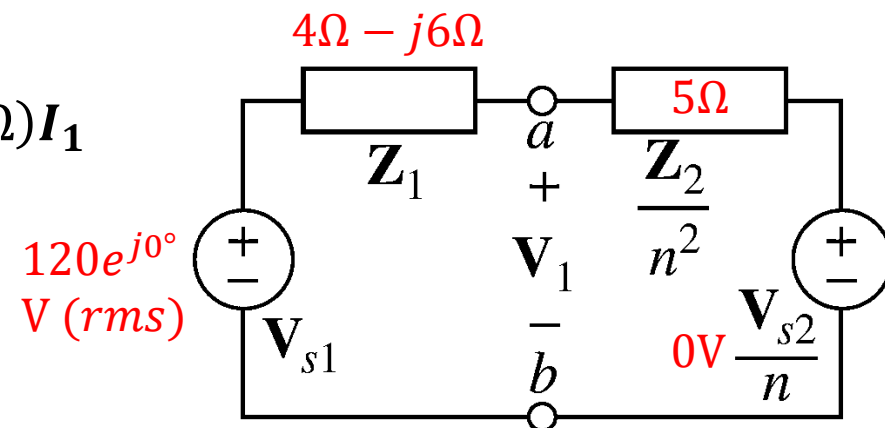 4Ω − j6Ω
Ω)I₁
5Ω
Z₁
a
Z₂
n²
+
V₁
−
b
+
−
120e^{j0°}
V (rms)
V_{s1}
+
−
0V
V_{s2}
n